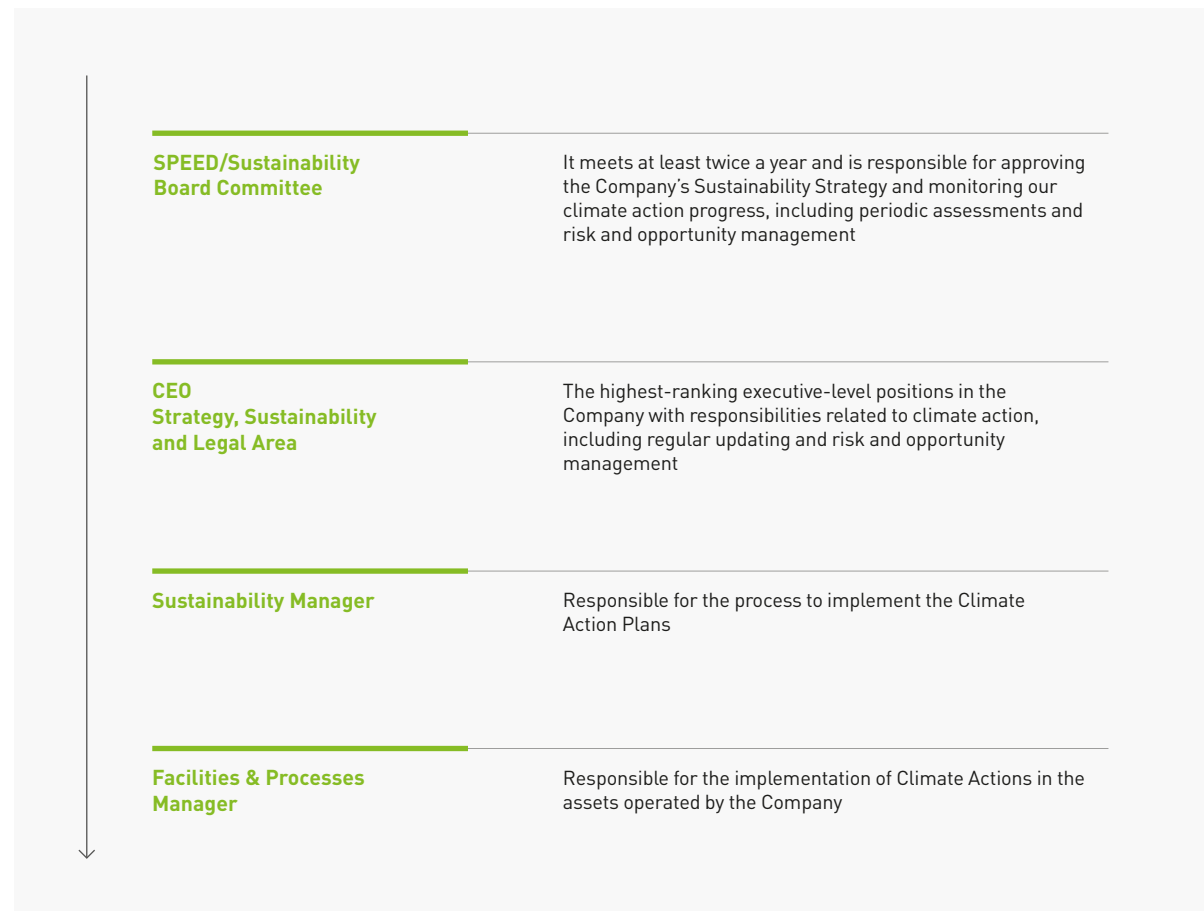 SPEED/Sustainability
Board Committee
It meets at least twice a year and is responsible for approving
the Company’s Sustainability Strategy and monitoring our
climate action progress, including periodic assessments and
risk and opportunity management
CEO
Strategy, Sustainability
and Legal Area
The highest-ranking executive-level positions in the
Company with responsibilities related to climate action,
including regular updating and risk and opportunity
management
Sustainability Manager
Responsible for the process to implement the Climate
Action Plans
Facilities & Processes
Manager
Responsible for the implementation of Climate Actions in the
assets operated by the Company